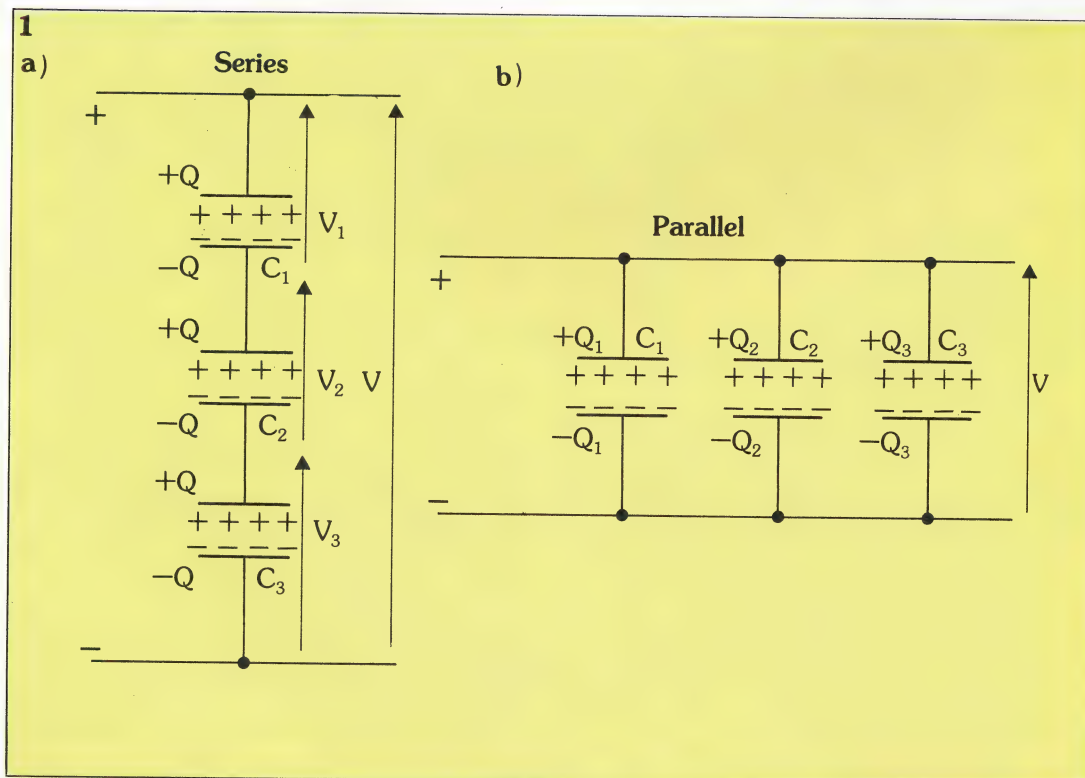 1
a)
Series
+
+Q
+ + + +
V₁
− − − −
−Q
C₁
+Q
+ + + +
V₂
V
− − − −
−Q
C₂
+Q
+ + + +
V₃
− − − −
−Q
C₃
−
b)
Parallel
+
+Q₁ C₁ +Q₂ C₂ +Q₃ C₃
+ + + + + + + + + + + +
V
− − − − − − − − − − − −
−Q₁ −Q₂ −Q₃
−